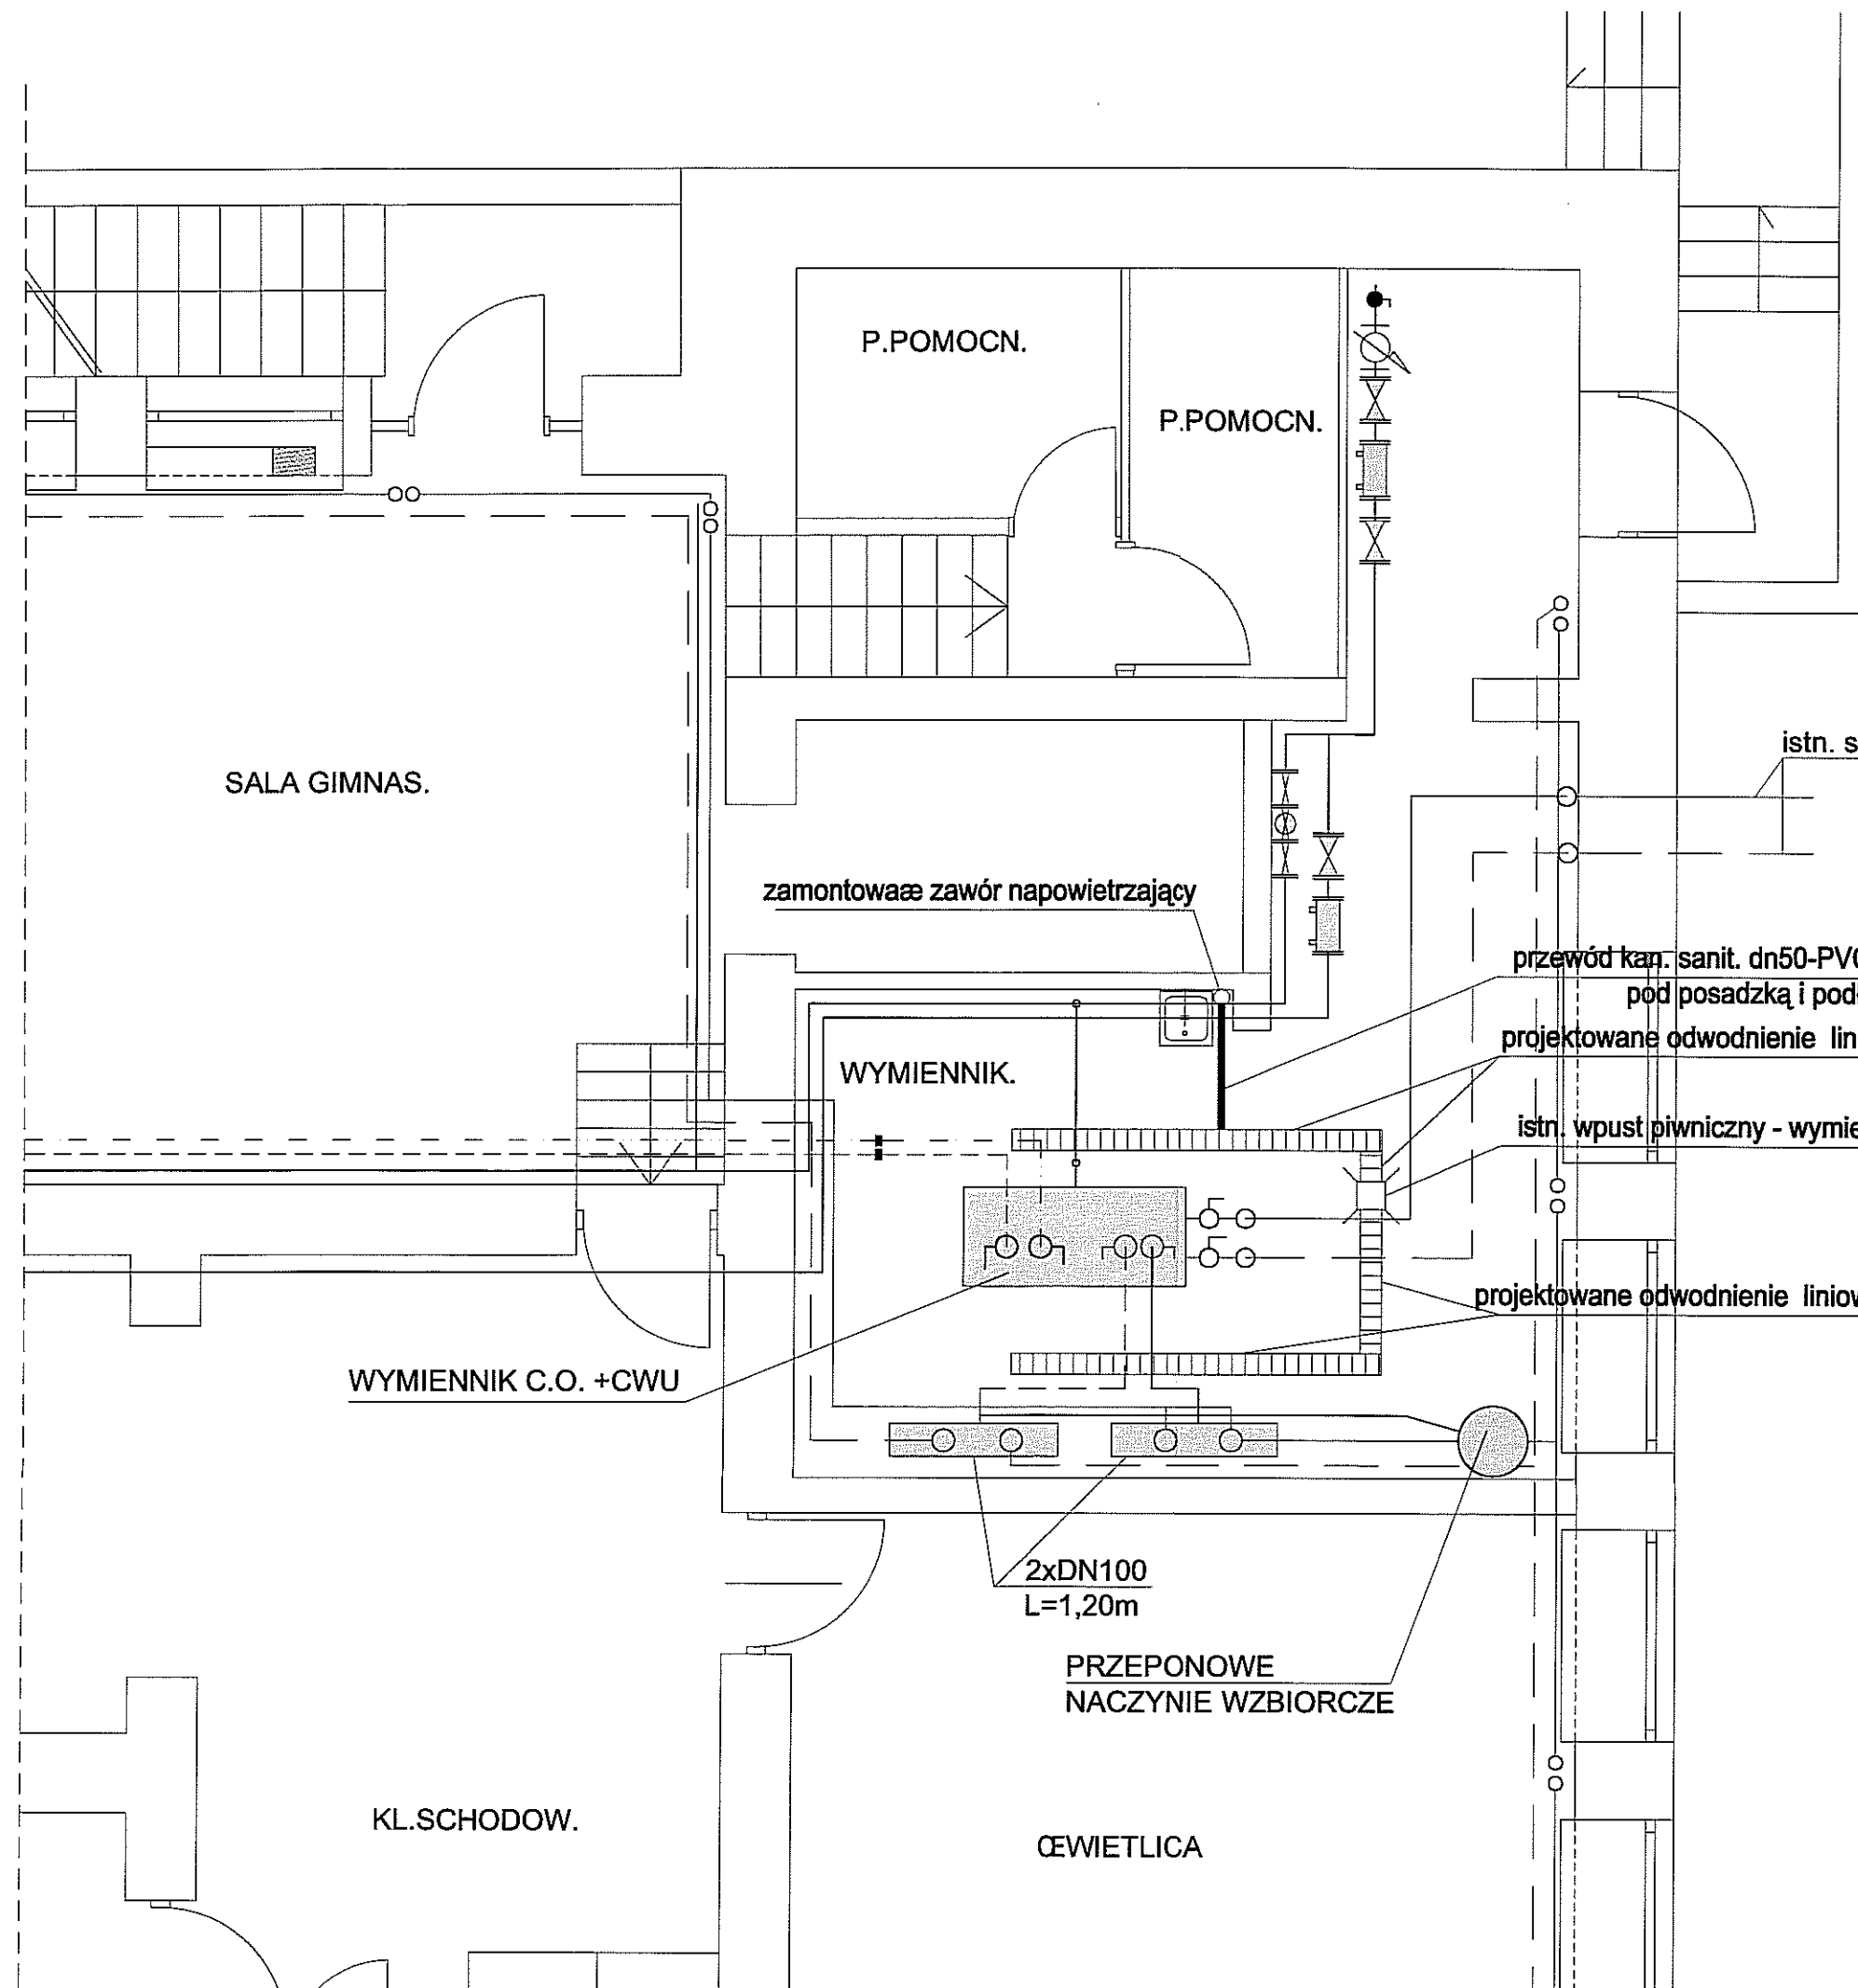 P.POMOCN.
P.POMOCN.
SALA GIMNAS.
istn. s
zamontowaæ zawór napowietrzający
przewód kan. sanit. dn50-PVC
pod posadzką i pod
projektowane odwodnienie lin
WYMIENNIK.
istn. wpust piwniczny - wymie
projektowane odwodnienie liniow
WYMIENNIK C.O. +CWU
2xDN100
L=1,20m
PRZEPONOWE
NACZYNIE WZBIORCZE
KL.SCHODOW.
ŒWIETLICA